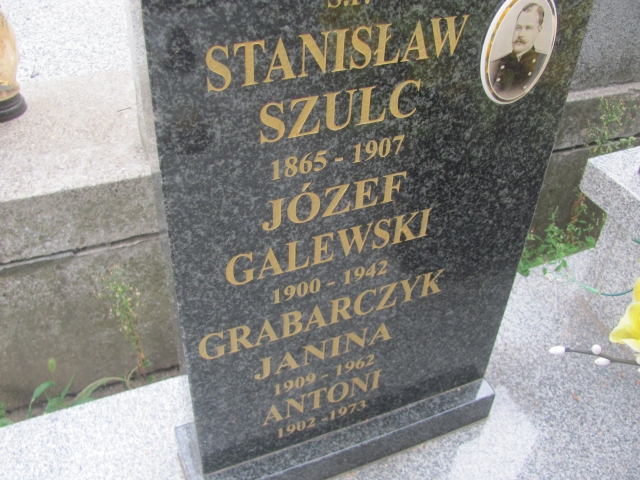 Ś.P.
STANISŁAW
SZULC
1865 - 1907
JÓZEF
GALEWSKI
1900 - 1942
GRABARCZYK
JANINA
1909 - 1962
ANTONI
1902 - 1973